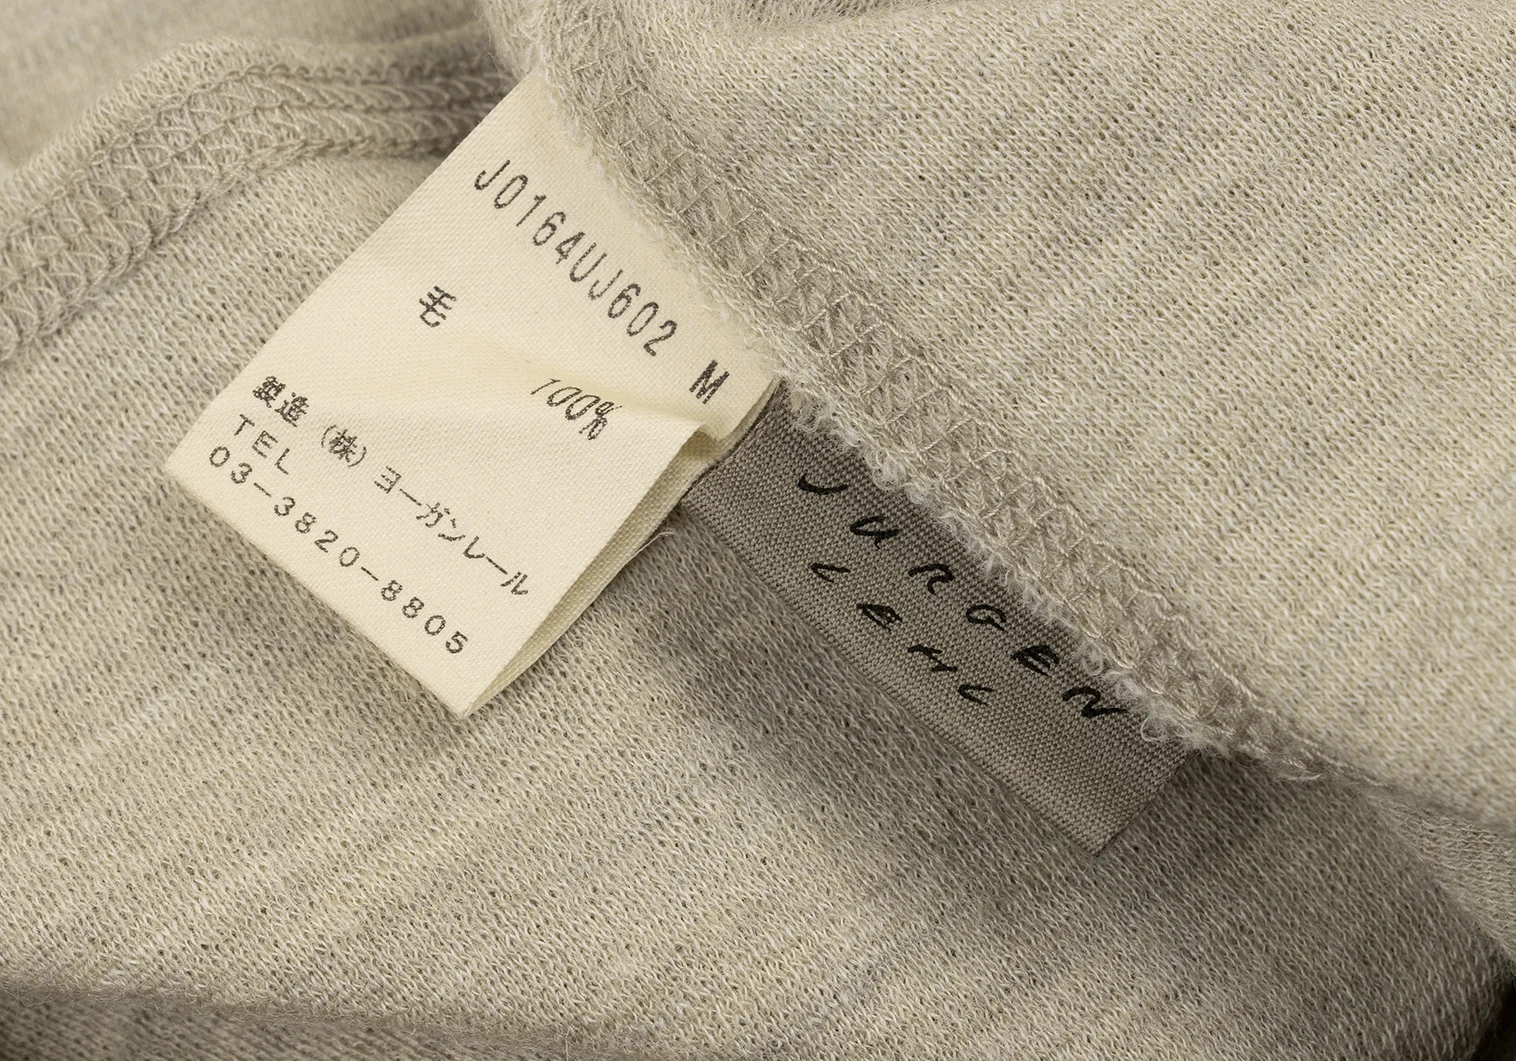 J0164UJ602 M
毛 100%
製造 (株) ヨーガンレール
TEL
03-3820-8805
JURGEN
LEHL